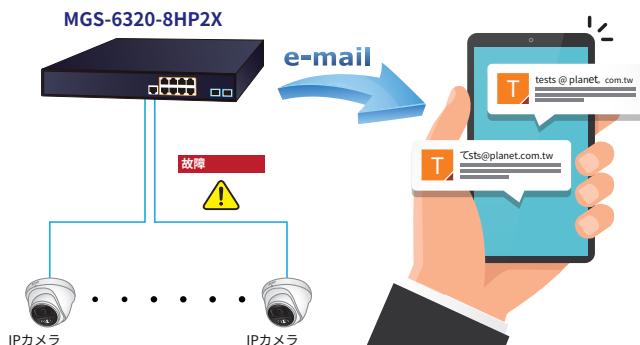 MGS-6320-8HP2X
e-mail
T
tests @ planet. com.tw
T
Tsts@planet.com.tw
故障
IPカメラ
IPカメラ